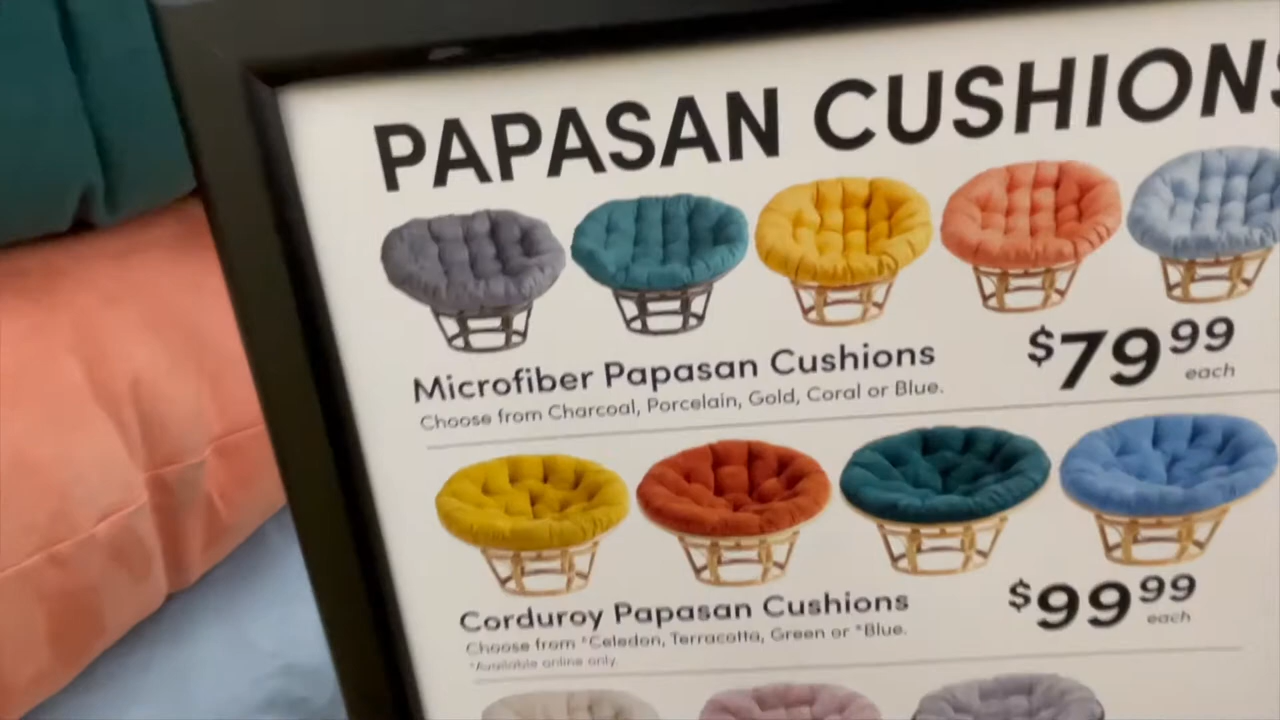 PAPASAN CUSHIONS
Microfiber Papasan Cushions
$79.99
each
Choose from Charcoal, Porcelain, Gold, Coral or Blue.
Corduroy Papasan Cushions
$99.99
each
Choose from *Celedon, Terracotta, Green or *Blue.
*Available online only.